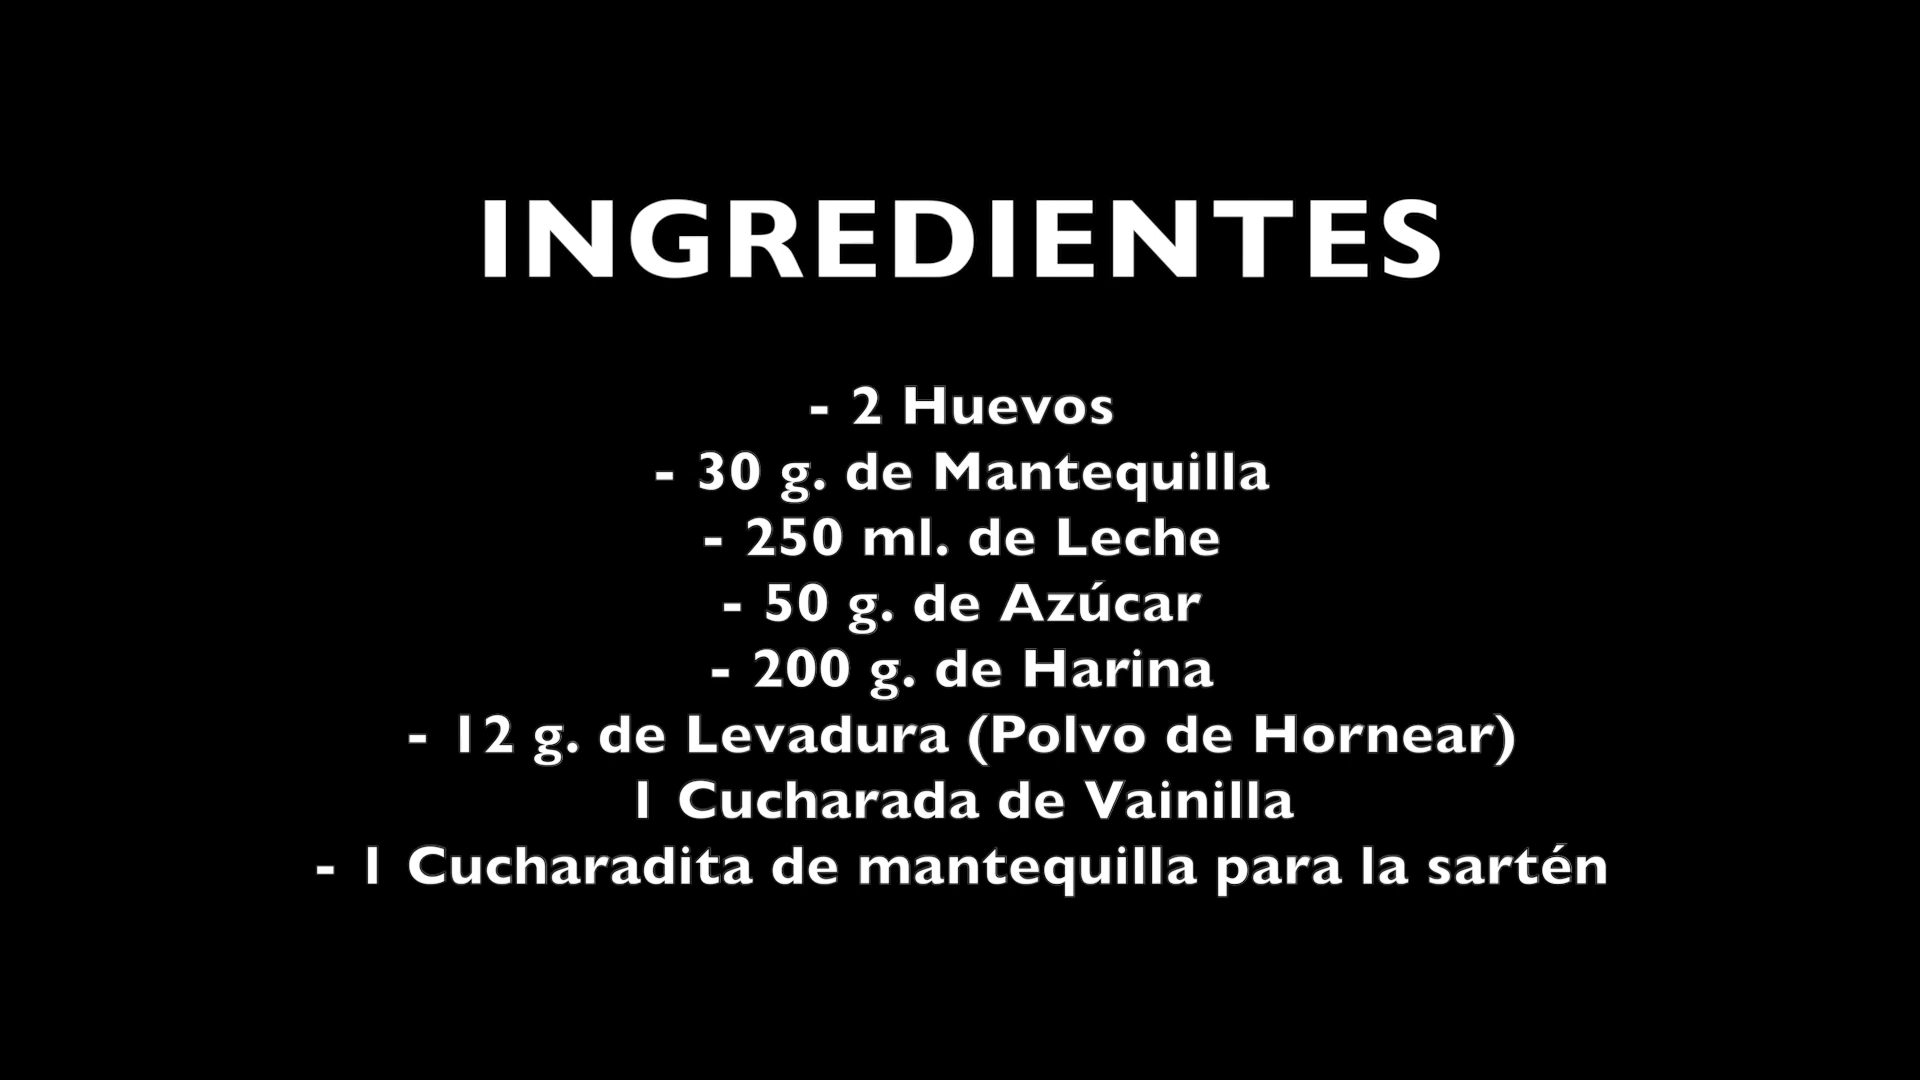 INGREDIENTES
- 2 Huevos
- 30 g. de Mantequilla
- 250 ml. de Leche
- 50 g. de Azúcar
- 200 g. de Harina
- 12 g. de Levadura (Polvo de Hornear)
1 Cucharada de Vainilla
- 1 Cucharadita de mantequilla para la sartén